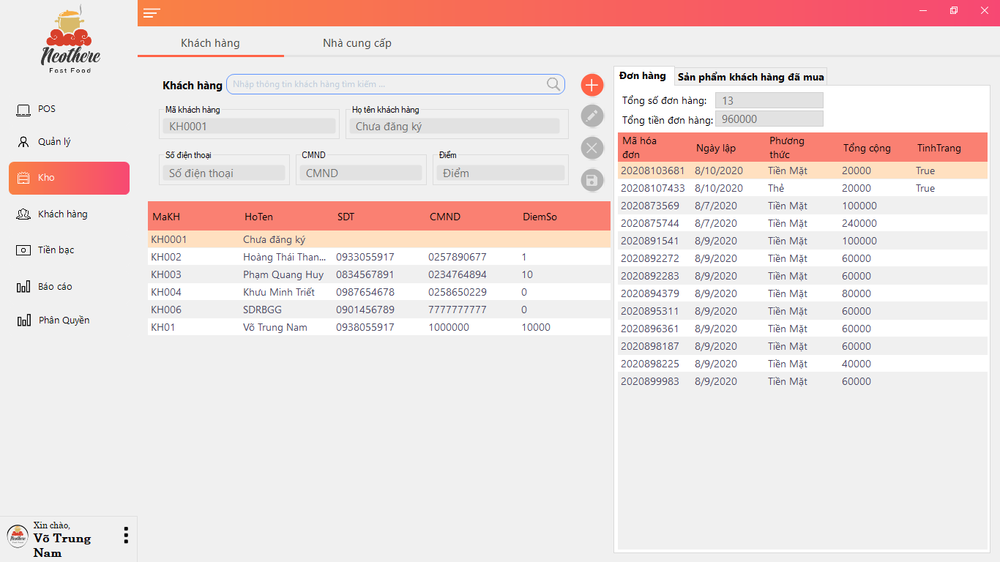 Neothere
Fast Food
POS
Quản lý
Kho
Khách hàng
Tiền bạc
Báo cáo
Phân Quyền
Xin chào,
Võ Trung
Nam
Khách hàng Nhà cung cấp
Khách hàng Nhập thông tin khách hàng tìm kiếm ...
Mã khách hàng Họ tên khách hàng
KH0001 Chưa đăng ký
Số điện thoại CMND Điểm
Số điện thoại CMND Điểm
MaKH HoTen SDT CMND DiemSo
KH0001 Chưa đăng ký
KH002 Hoàng Thái Than... 0933055917 0257890677 1
KH003 Phạm Quang Huy 0834567891 0234764894 10
KH004 Khưu Minh Triết 0987654678 0258650229 0
KH006 SDRBGG 0901456789 7777777777 0
KH01 Võ Trung Nam 0938055917 1000000 10000
Đơn hàng Sản phẩm khách hàng đã mua
Tổng số đơn hàng: 13
Tổng tiền đơn hàng: 960000
Mã hóa đơn Ngày lập Phương thức Tổng cộng TinhTrang
20208103681 8/10/2020 Tiền Mặt 20000 True
20208107433 8/10/2020 Thẻ 20000 True
2020873569 8/7/2020 Tiền Mặt 100000
2020875744 8/7/2020 Tiền Mặt 240000
2020891541 8/9/2020 Tiền Mặt 100000
2020892272 8/9/2020 Tiền Mặt 60000
2020892283 8/9/2020 Tiền Mặt 60000
2020894379 8/9/2020 Tiền Mặt 80000
2020895311 8/9/2020 Tiền Mặt 60000
2020896361 8/9/2020 Tiền Mặt 60000
2020898187 8/9/2020 Tiền Mặt 60000
2020898225 8/9/2020 Tiền Mặt 40000
2020899983 8/9/2020 Tiền Mặt 60000